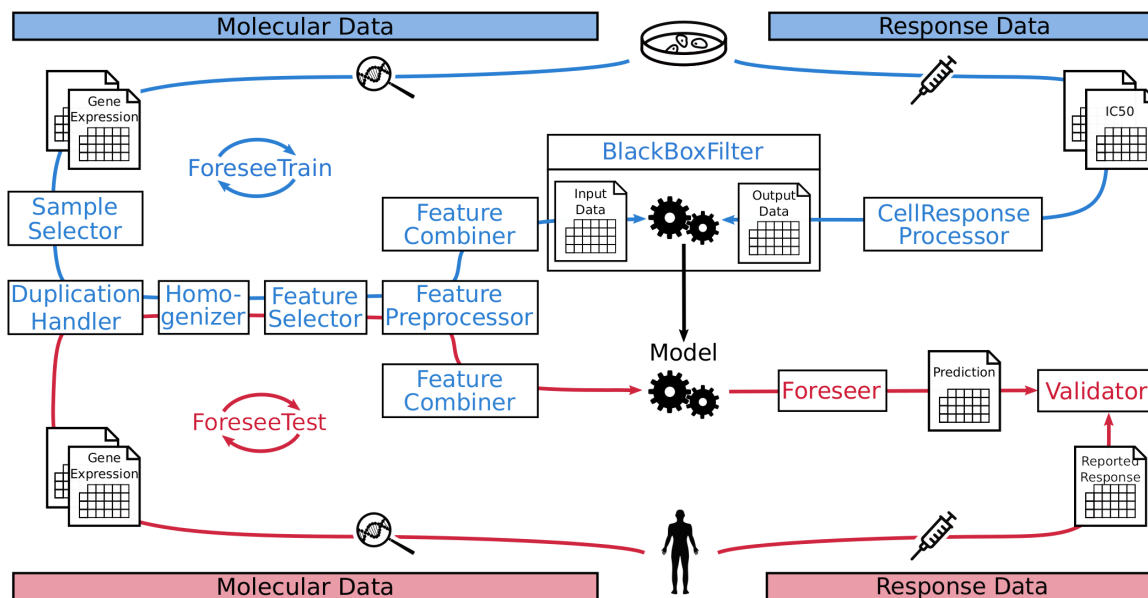 Molecular Data
Response Data
Gene
Expression
IC50
ForeseeTrain
BlackBoxFilter
Input
Data
Output
Data
Sample
Selector
Feature
Combiner
CellResponse
Processor
Duplication
Handler
Homo-
genizer
Feature
Selector
Feature
Preprocessor
Model
Feature
Combiner
Foreseer
Prediction
Validator
ForeseeTest
Gene
Expression
Reported
Response
Molecular Data
Response Data